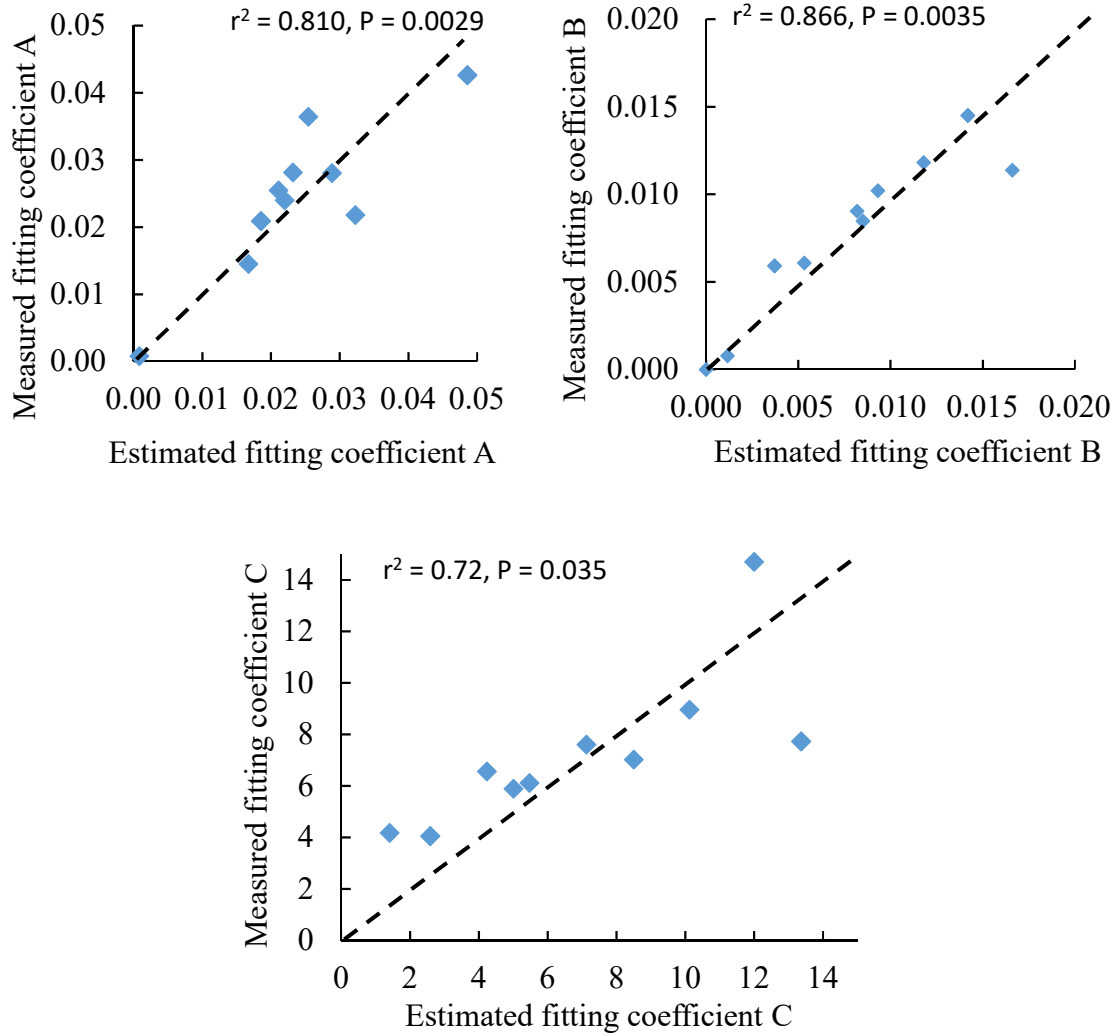 r² = 0.810, P = 0.0029
Measured fitting coefficient A
0.05
0.04
0.03
0.02
0.01
0.00
0.00 0.01 0.02 0.03 0.04 0.05
Estimated fitting coefficient A
r² = 0.866, P = 0.0035
Measured fitting coefficient B
0.020
0.015
0.010
0.005
0.000
0.000 0.005 0.010 0.015 0.020
Estimated fitting coefficient B
r² = 0.72, P = 0.035
Measured fitting coefficient C
14
12
10
8
6
4
2
0
0 2 4 6 8 10 12 14
Estimated fitting coefficient C